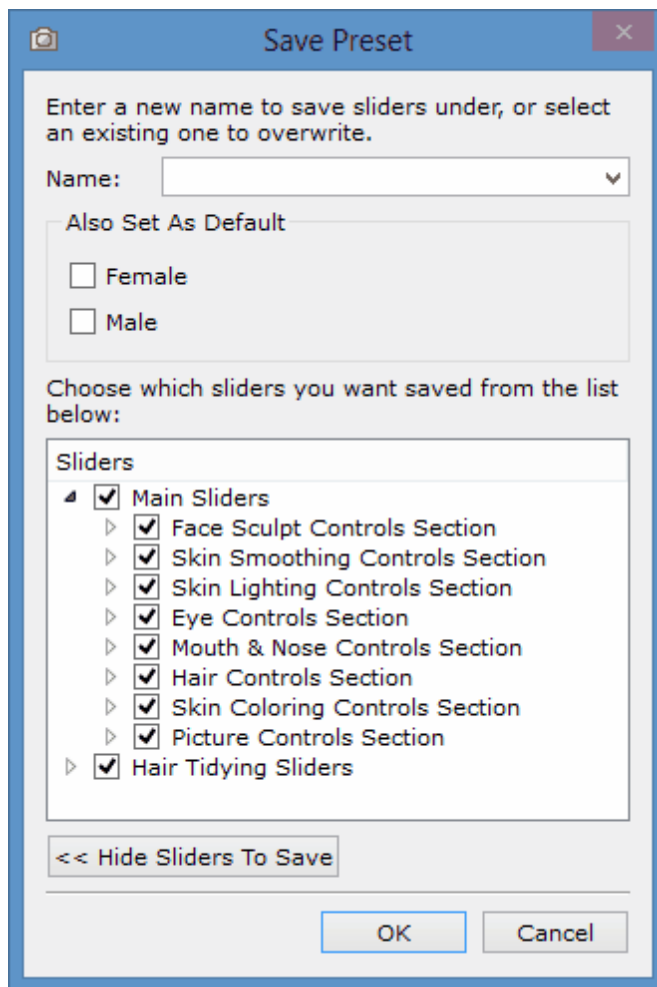 Save Preset
Enter a new name to save sliders under, or select
an existing one to overwrite.
Name:
Also Set As Default
Female
Male
Choose which sliders you want saved from the list
below:
Sliders
Main Sliders
Face Sculpt Controls Section
Skin Smoothing Controls Section
Skin Lighting Controls Section
Eye Controls Section
Mouth & Nose Controls Section
Hair Controls Section
Skin Coloring Controls Section
Picture Controls Section
Hair Tidying Sliders
<< Hide Sliders To Save
OK Cancel